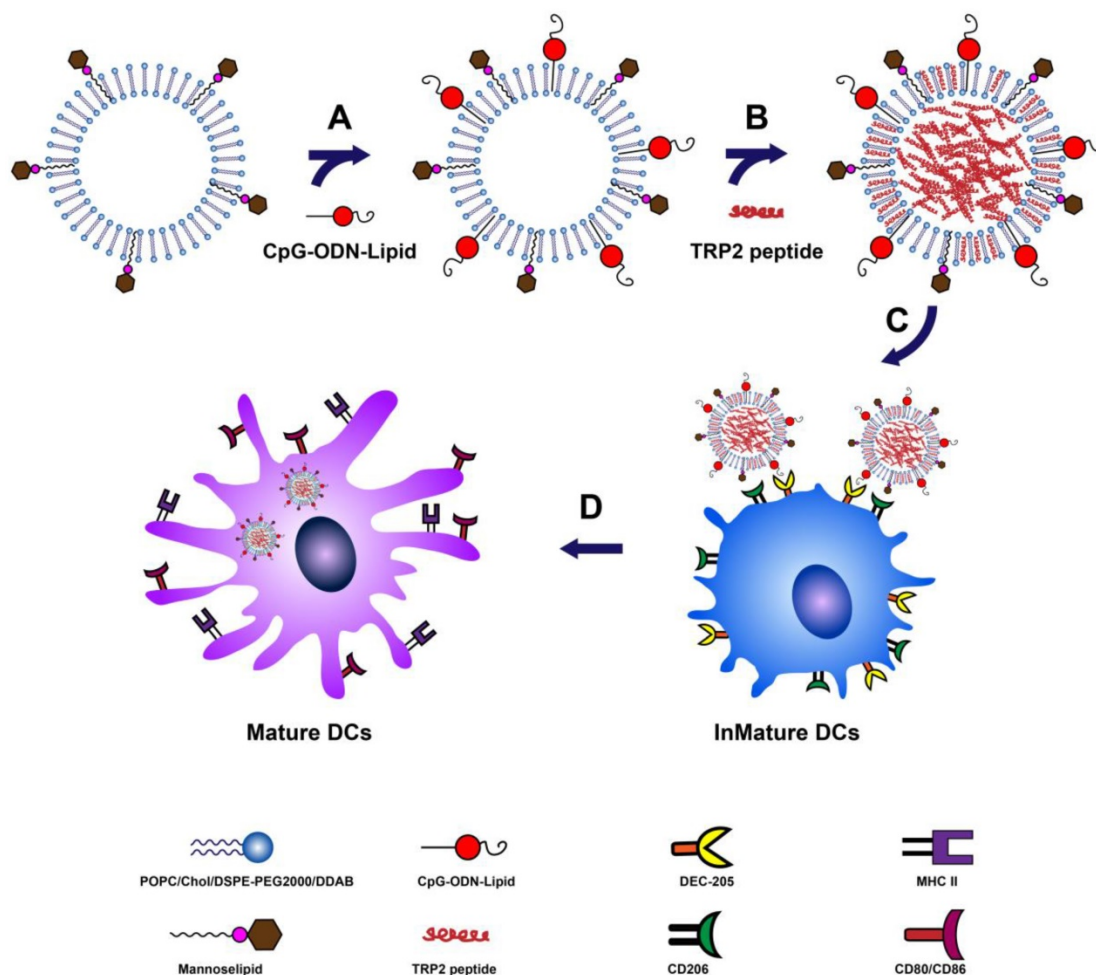 A
B
CpG-ODN-Lipid
TRP2 peptide
C
D
Mature DCs
InMature DCs
POPC/Chol/DSPE-PEG2000/DDAB
CpG-ODN-Lipid
DEC-205
MHC II
Mannoselipid
TRP2 peptide
CD206
CD80/CD86